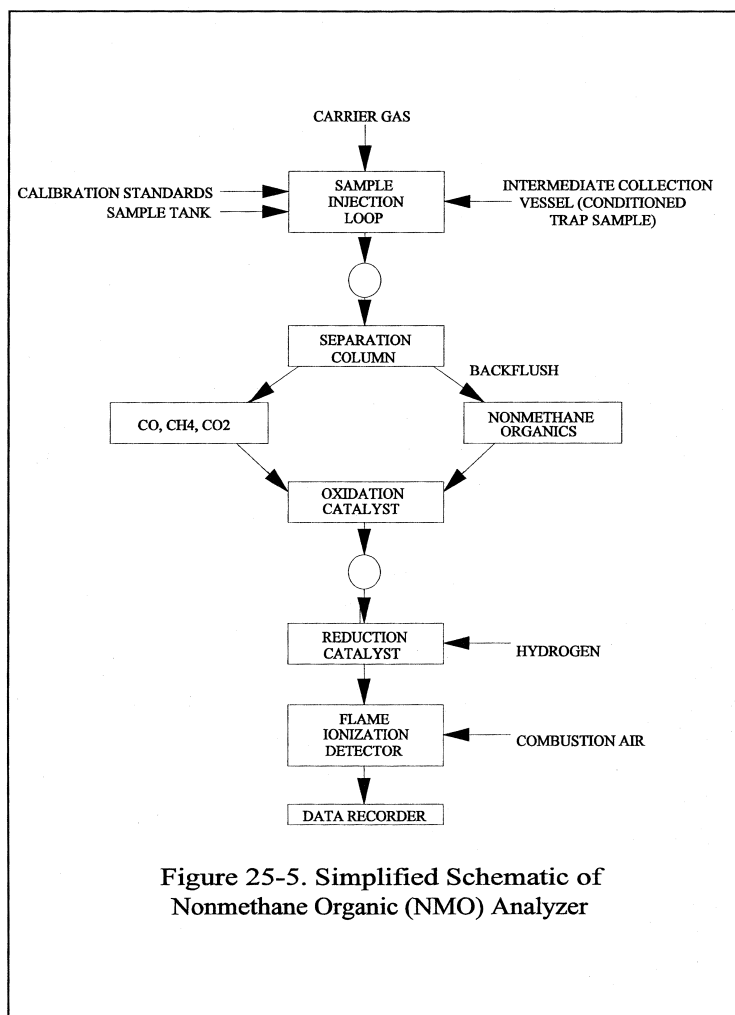 CARRIER GAS
CALIBRATION STANDARDS
SAMPLE TANK
SAMPLE
INJECTION
LOOP
INTERMEDIATE COLLECTION
VESSEL (CONDITIONED
TRAP SAMPLE)
SEPARATION
COLUMN
BACKFLUSH
CO, CH4, CO2
NONMETHANE
ORGANICS
OXIDATION
CATALYST
REDUCTION
CATALYST
HYDROGEN
FLAME
IONIZATION
DETECTOR
COMBUSTION AIR
DATA RECORDER
Figure 25-5. Simplified Schematic of
Nonmethane Organic (NMO) Analyzer